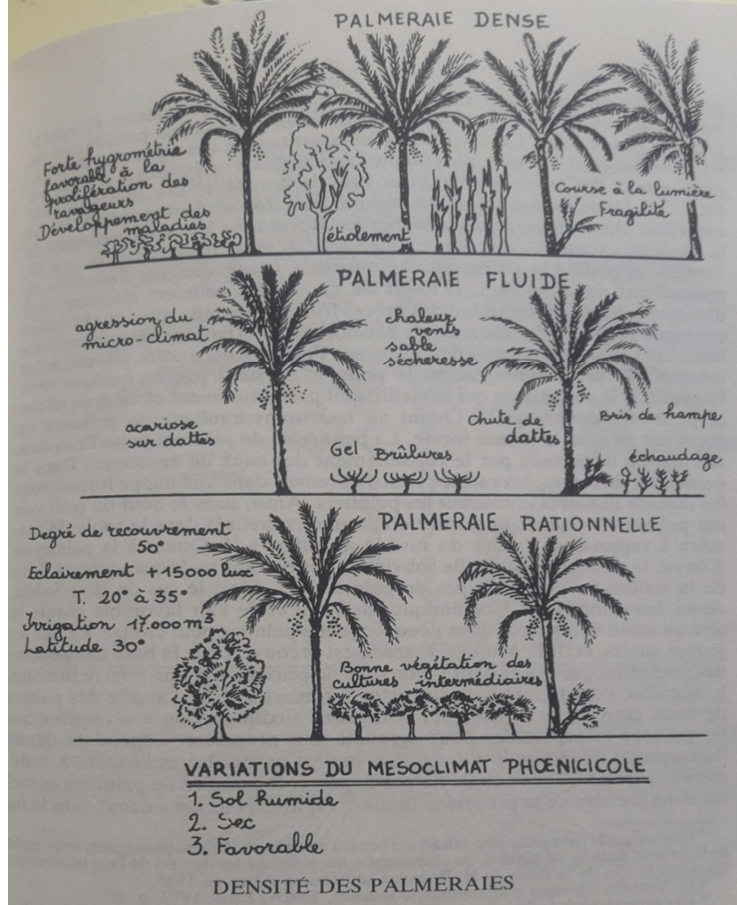 PALMERAIE DENSE
Forte hygrométrie
favorable à la
prolifération des
ravageurs
Développement des
maladies
étiolement
Course à la lumière
Fragilité
PALMERAIE FLUIDE
agression du
micro-climat
chaleur
vents
sable
sécheresse
acariose
sur dattes
Gel
Brûlures
Chute de
dattes
Bris de hampe
échaudage
PALMERAIE RATIONNELLE
Degré de recouvrement
50°
Eclairement +15000 lux
T. 20° à 35°
Irrigation 17.000 m³
Latitude 30°
Bonne végétation des
cultures intermédiaires
VARIATIONS DU MESOCLIMAT PHŒNICICOLE
1. Sol humide
2. Sec
3. Favorable
DENSITÉ DES PALMERAIES